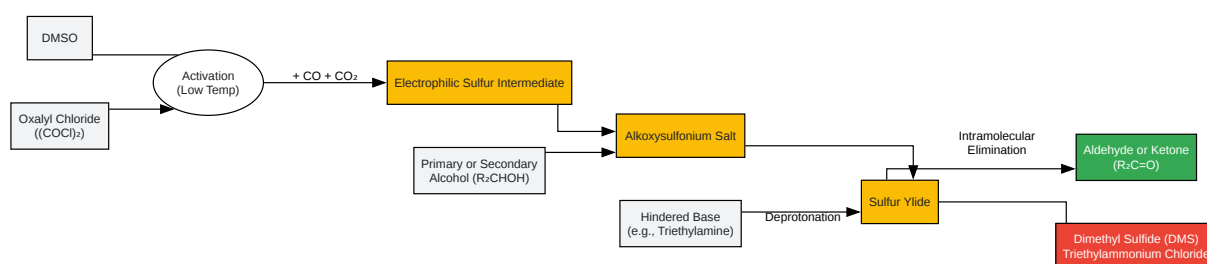 DMSO
Oxalyl Chloride
((COCl)₂)
Activation
(Low Temp)
+ CO + CO₂
Electrophilic Sulfur Intermediate
Primary or Secondary
Alcohol (R₂CHOH)
Alkoxysulfonium Salt
Hindered Base
(e.g., Triethylamine)
Deprotonation
Sulfur Ylide
Intramolecular
Elimination
Aldehyde or Ketone
(R₂C=O)
Dimethyl Sulfide (DMS)
Triethylammonium Chloride